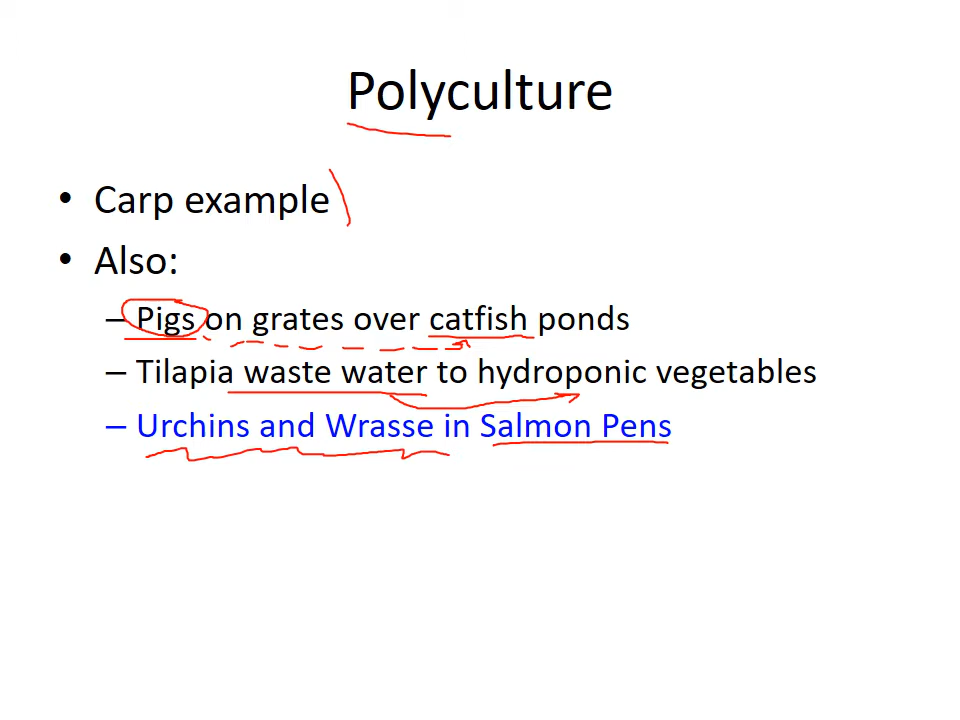 Polyculture
• Carp example
• Also:
– Pigs on grates over catfish ponds
– Tilapia waste water to hydroponic vegetables
– Urchins and Wrasse in Salmon Pens